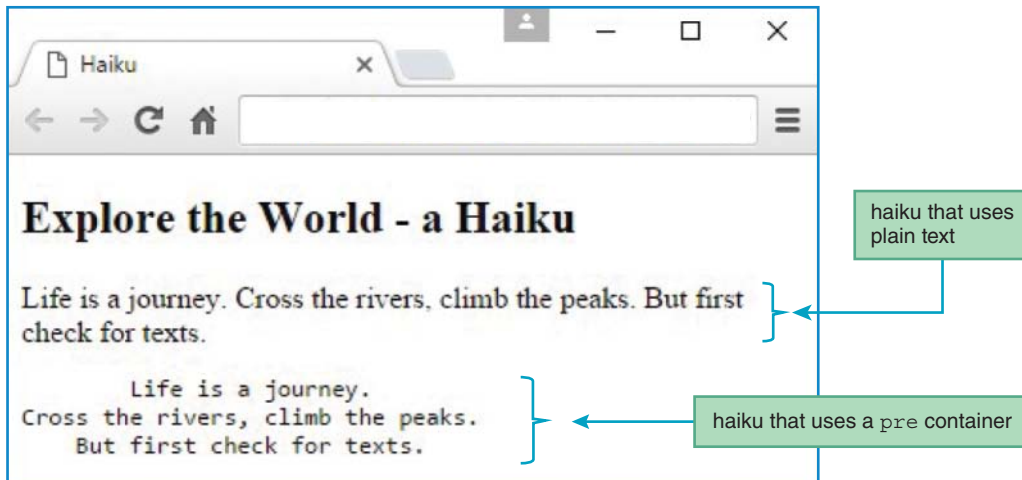 Haiku
Explore the World - a Haiku
haiku that uses
plain text
Life is a journey. Cross the rivers, climb the peaks. But first
check for texts.
Life is a journey.
Cross the rivers, climb the peaks.
But first check for texts.
haiku that uses a pre container